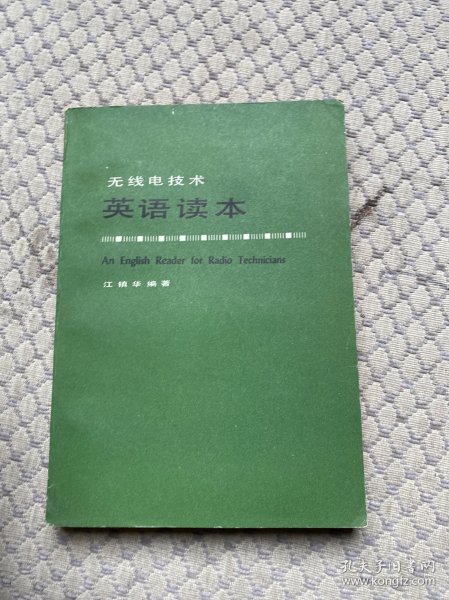 无线电技术
英语读本
An English Reader for Radio Technicians
江镇华编著
孔夫子旧书网
www.kongfz.com